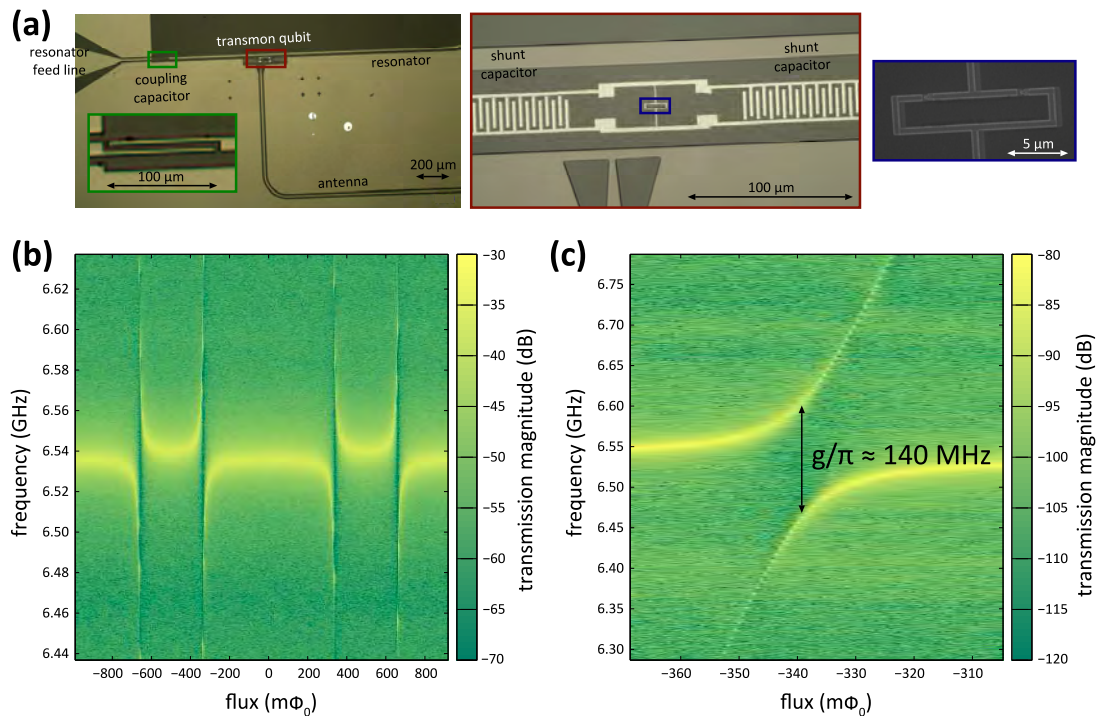 (a)
resonator
feed line
transmon qubit
coupling
capacitor
resonator
100 μm
antenna
200 μm
shunt
capacitor
shunt
capacitor
100 μm
5 μm
(b)
frequency (GHz)
6.62
6.60
6.58
6.56
6.54
6.52
6.50
6.48
6.46
6.44
−800 −600 −400 −200 0 200 400 600 800
flux (mΦ0)
−30
−35
−40
−45
−50
−55
−60
−65
−70
transmission magnitude (dB)
(c)
frequency (GHz)
6.75
6.70
6.65
6.60
6.55
6.50
6.45
6.40
6.35
6.30
g/π ≈ 140 MHz
−360 −350 −340 −330 −320 −310
flux (mΦ0)
−80
−85
−90
−95
−100
−105
−110
−115
−120
transmission magnitude (dB)